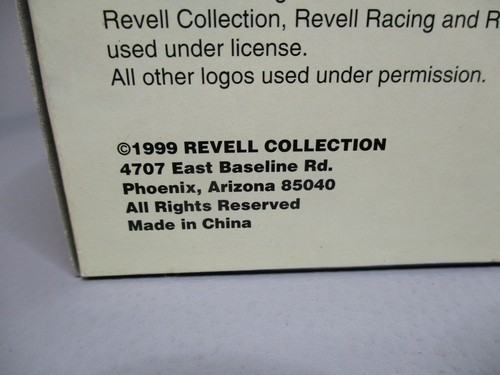 Revell Collection, Revell Racing and R
used under license.
All other logos used under permission.
©1999 REVELL COLLECTION
4707 East Baseline Rd.
Phoenix, Arizona 85040
All Rights Reserved
Made in China